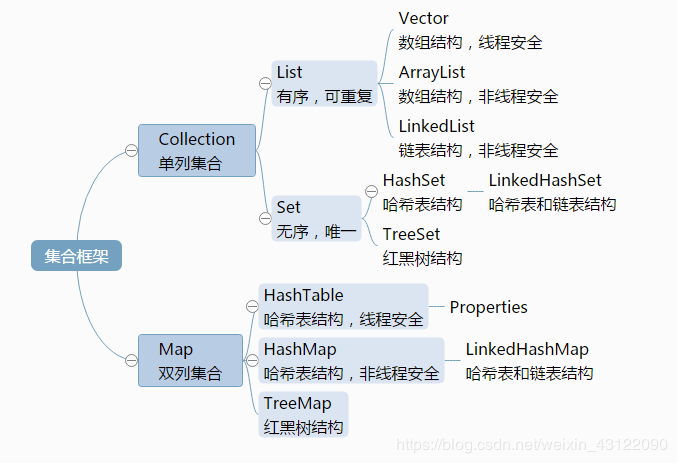 集合框架
Collection
单列集合
List
有序，可重复
Vector
数组结构，线程安全
ArrayList
数组结构，非线程安全
LinkedList
链表结构，非线程安全
Set
无序，唯一
HashSet
哈希表结构
LinkedHashSet
哈希表和链表结构
TreeSet
红黑树结构
Map
双列集合
HashTable
哈希表结构，线程安全
Properties
HashMap
哈希表结构，非线程安全
LinkedHashMap
哈希表和链表结构
TreeMap
红黑树结构
https://blog.csdn.net/weixin_43122090